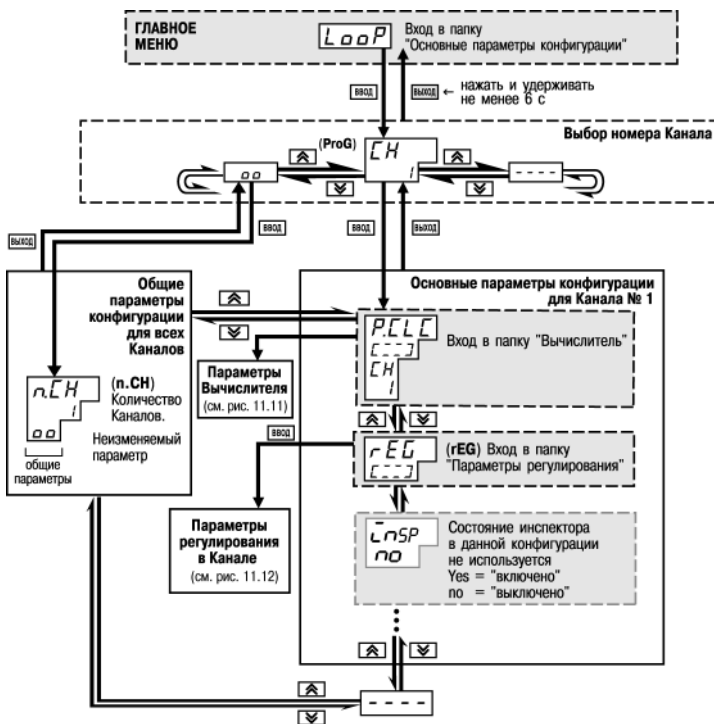 ГЛАВНОЕ
МЕНЮ
LooP
Вход в папку
"Основные параметры конфигурации"
ввод
выход
← нажать и удерживать
не менее 6 с
Выбор номера Канала
(ProG)
oo
CH
1
- - - -
выход
ввод
ввод
выход
Общие
параметры
конфигурации
для всех
Каналов
n.CH
1
oo
(n.CH)
Количество
Каналов.
Неизменяемый
параметр
общие
параметры
Основные параметры конфигурации
для Канала № 1
P.CLC
[---]
CH
1
Вход в папку "Вычислитель"
Параметры
Вычислителя
(см. рис. 11.11)
ввод
rEG
[---]
(rEG) Вход в папку
"Параметры регулирования"
Параметры
регулирования
в Канале
(см. рис. 11.12)
inSP
no
Состояние инспектора
в данной конфигурации
не используется
Yes = "включено"
no = "выключено"
- - - -